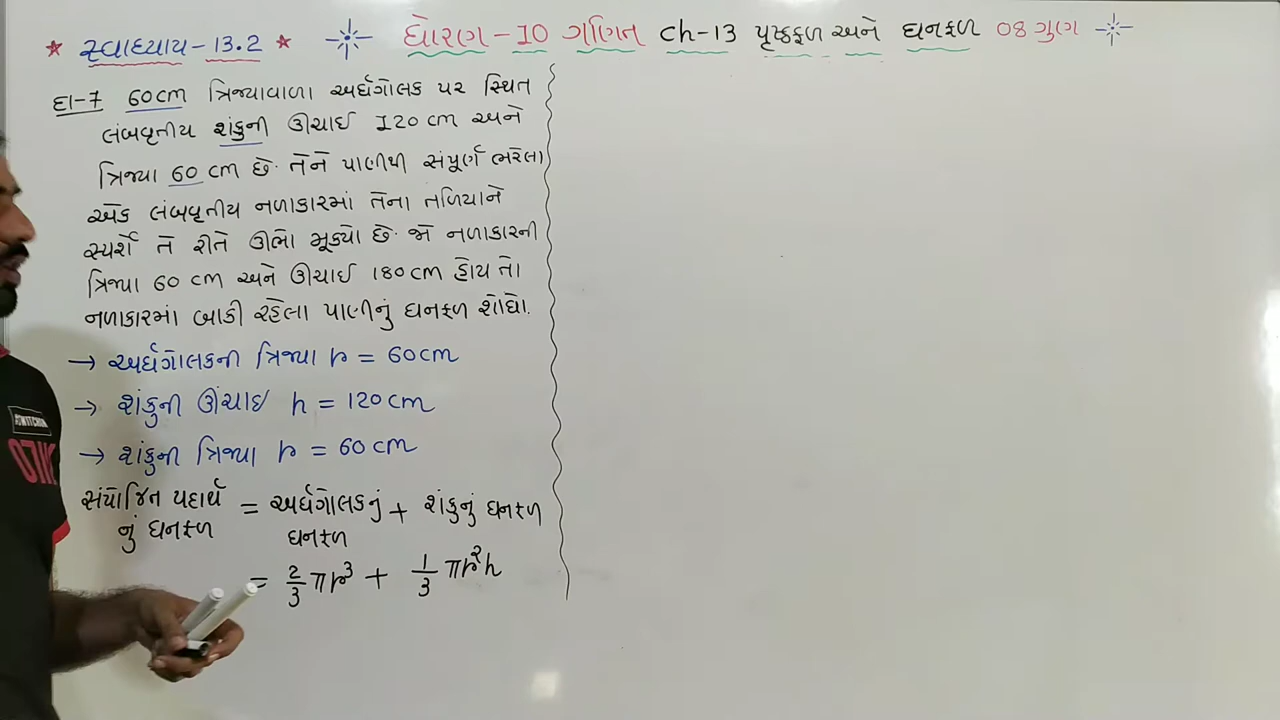 ★ સ્વાધ્યાય-13.2 ★ ધોરણ-10 ગણિત ch-13 પૃષ્ઠફળ અને ઘનફળ 08 ગુણ
દા-7 60cm ત્રિજ્યાવાળા અર્ધગોલક પર સ્થિત
લંબવૃત્તીય શંકુની ઊંચાઈ 120 cm અને
ત્રિજ્યા 60 cm છે. તેને પાણીથી સંપૂર્ણ ભરેલા
એક લંબવૃત્તીય નળાકારમાં તેના તળિયાને
સ્પર્શે તે રીતે ઊભો મૂક્યો છે. જો નળાકારની
ત્રિજ્યા 60 cm અને ઊંચાઈ 180 cm હોય તો
નળાકારમાં બાકી રહેલા પાણીનું ઘનફળ શોધો.
→ અર્ધગોલકની ત્રિજ્યા r = 60cm
→ શંકુની ઊંચાઈ h = 120 cm
→ શંકુની ત્રિજ્યા r = 60 cm
સંયોજિત પદાર્થ = અર્ધગોલકનું + શંકુનું ઘનફળ
નું ઘનફળ ઘનફળ
= 2/3 πr³ + 1/3 πr²h